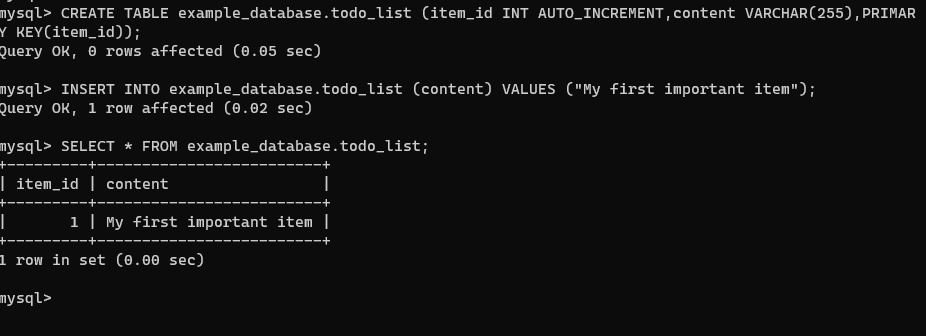 mysql> CREATE TABLE example_database.todo_list (item_id INT AUTO_INCREMENT,content VARCHAR(255),PRIMAR
Y KEY(item_id));
Query OK, 0 rows affected (0.05 sec)
mysql> INSERT INTO example_database.todo_list (content) VALUES ("My first important item");
Query OK, 1 row affected (0.02 sec)
mysql> SELECT * FROM example_database.todo_list;
+---------+-------------------------+
| item_id | content                 |
+---------+-------------------------+
|       1 | My first important item |
+---------+-------------------------+
1 row in set (0.00 sec)
mysql>